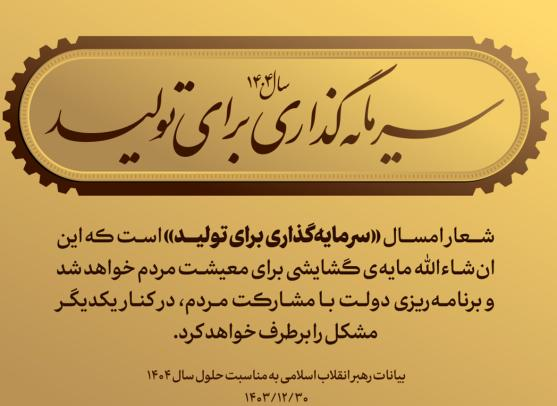 سال ۱۴۰۴
سرمایه‌گذاری برای تولید
شعار امسال «سرمایه‌گذاری برای تولید» است که این
ان‌شاءالله مایه‌ی گشایشی برای معیشت مردم خواهد شد
و برنامه‌ریزی دولت با مشارکت مردم، در کنار یکدیگر
مشکل را برطرف خواهد کرد.
بیانات رهبر انقلاب اسلامی به مناسبت حلول سال ۱۴۰۴
۱۴۰۳/۱۲/۳۰